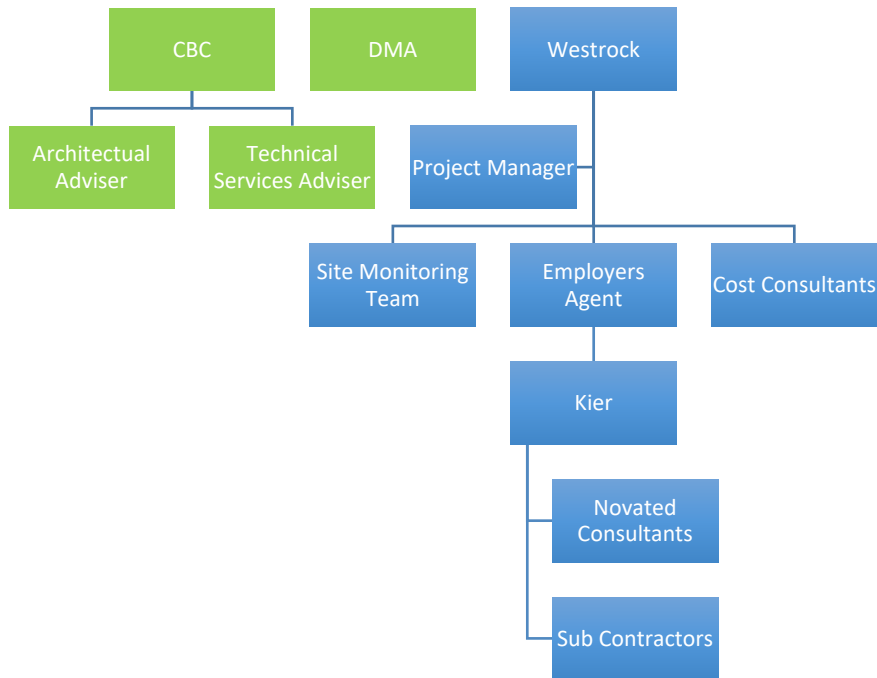 CBC
DMA
Westrock
Architectual
Adviser
Technical
Services Adviser
Project Manager
Site Monitoring
Team
Employers
Agent
Cost Consultants
Kier
Novated
Consultants
Sub Contractors